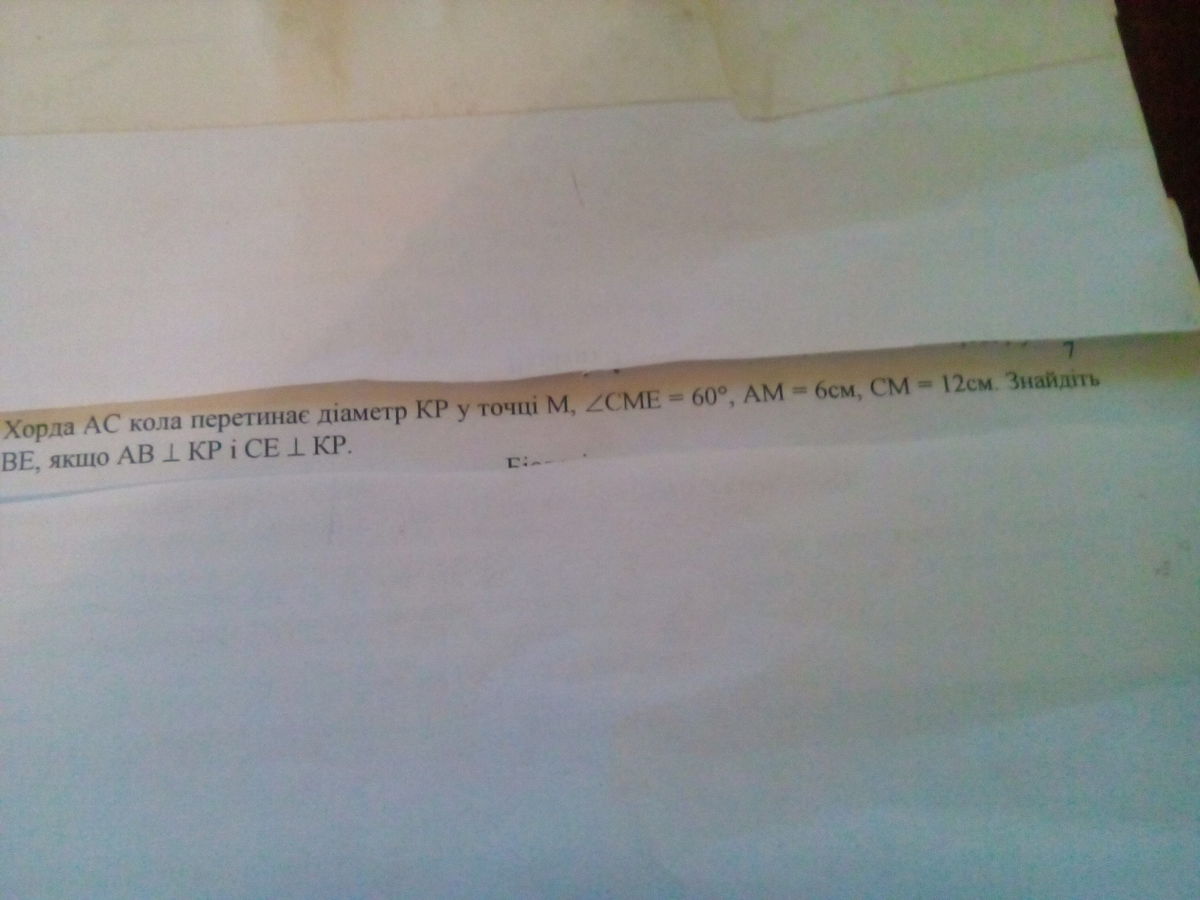 Хорда АС кола перетинає діаметр КР у точці М, ∠СМЕ = 60°, АМ = 6см, СМ = 12см. Знайдіть
ВЕ, якщо АВ ⊥ КР і СЕ ⊥ КР.